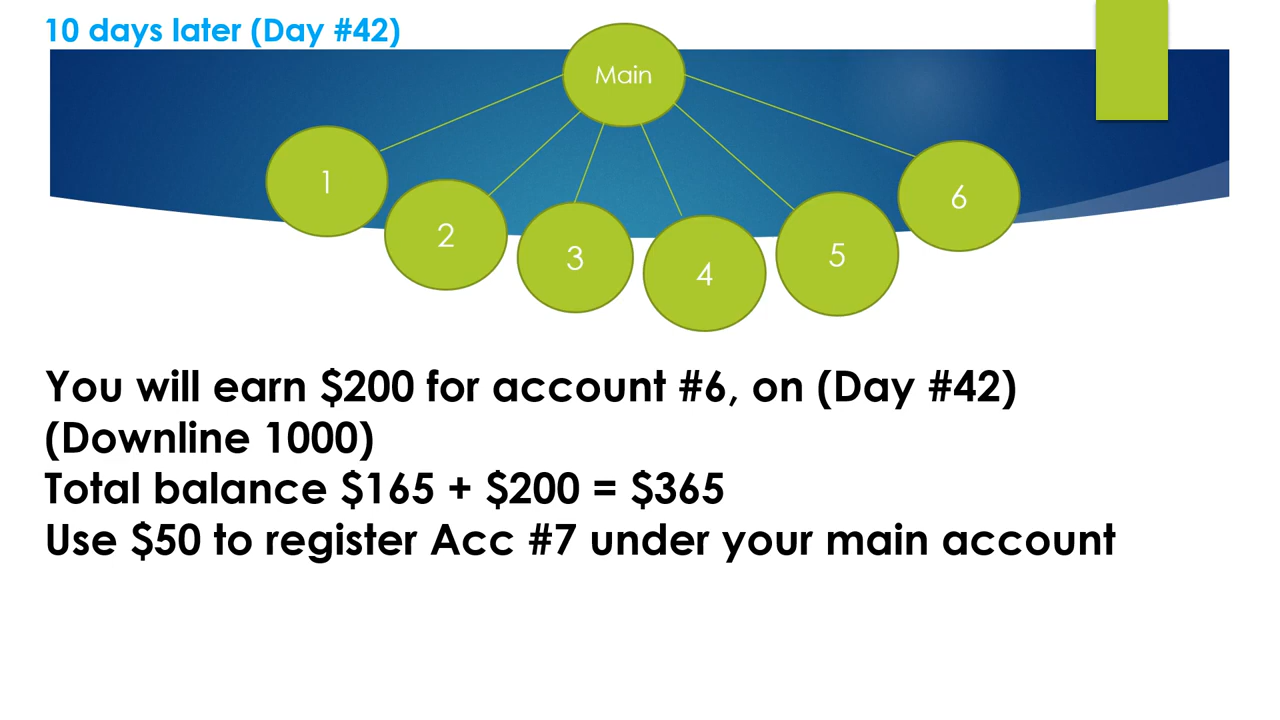 10 days later (Day #42)
Main
1
2
3
4
5
6
You will earn $200 for account #6, on (Day #42)
(Downline 1000)
Total balance $165 + $200 = $365
Use $50 to register Acc #7 under your main account